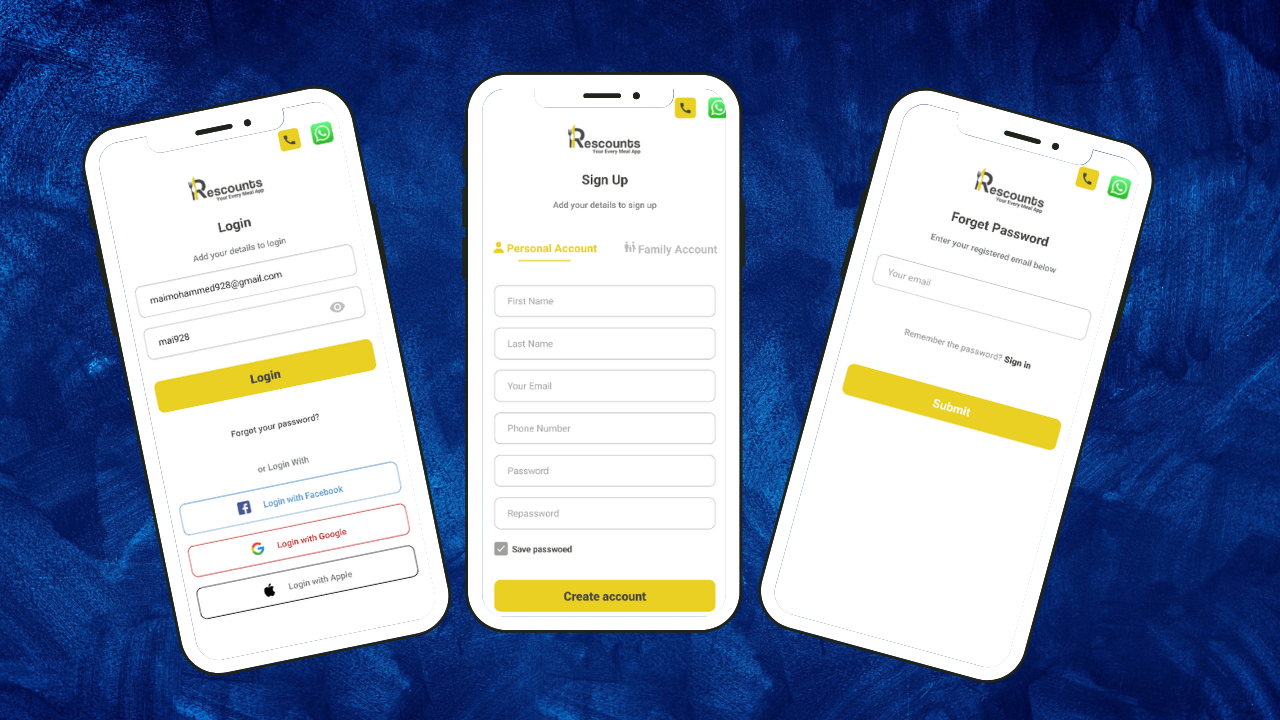 Rescounts
Your Every Meal App
Login
Add your details to login
maimohammed928@gmail.com
mai928
Login
Forgot your password?
or Login With
Login with Facebook
Login with Google
Login with Apple
Rescounts
Your Every Meal App
Sign Up
Add your details to sign up
Personal Account Family Account
First Name
Last Name
Your Email
Phone Number
Password
Repassword
Save passwoed
Create account
Rescounts
Your Every Meal App
Forget Password
Enter your registered email below
Your email
Remember the password? Sign in
Submit